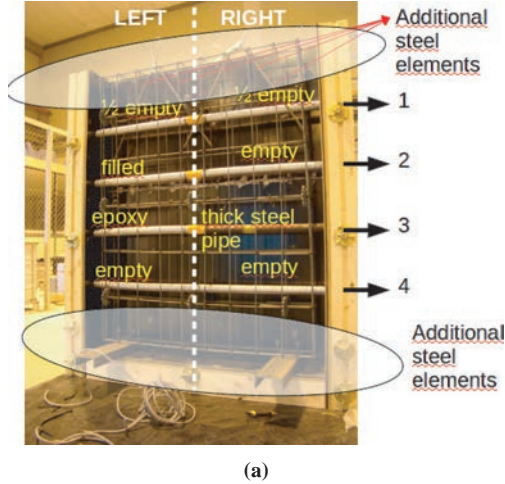 LEFT RIGHT
Additional
steel
elements
½ empty ½ empty
1
filled empty
2
epoxy thick steel
pipe
3
empty empty
4
Additional
steel
elements
(a)